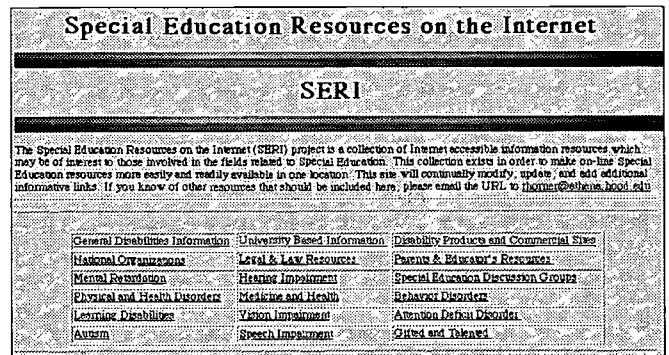 Special Education Resources on the Internet
SERI
The Special Education Resources on the Internet (SERI) project is a collection of Internet accessible information resources which
may be of interest to those involved in the fields related to Special Education. This collection exists in order to make on-line Special
Education resources more easily and readily available in one location. This site will continually modify, update, and add additional
informative links. If you know of other resources that should be included here, please email the URL to thorner@athena.hood.edu
General Disabilities Information University Based Information Disability Products and Commercial Sites
National Organizations Legal & Law Resources Parents & Educator's Resources
Mental Retardation Hearing Impairment Special Education Discussion Groups
Physical and Health Disorders Medicine and Health Behavior Disorders
Learning Disabilities Vision Impairment Attention Deficit Disorder
Autism Speech Impairment Gifted and Talented